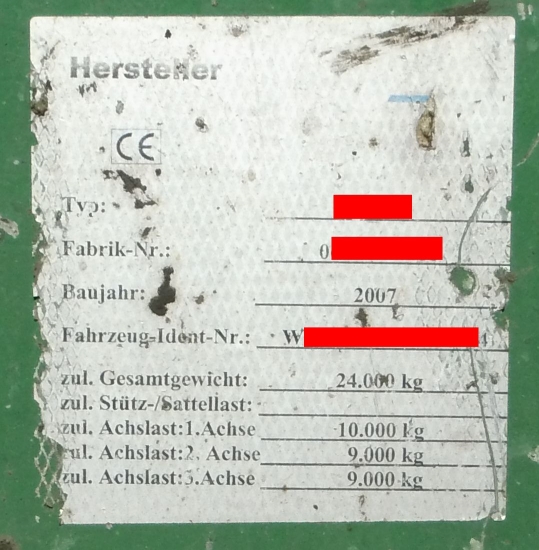 Hersteller
CE
Typ:
Fabrik-Nr.: 0
Baujahr: 2007
Fahrzeug-Ident-Nr.: W
zul. Gesamtgewicht: 24.000 kg
zul. Stütz-/Sattellast:
zul. Achslast:1.Achse 10.000 kg
zul. Achslast:2. Achse 9.000 kg
zul. Achslast:3.Achse 9.000 kg